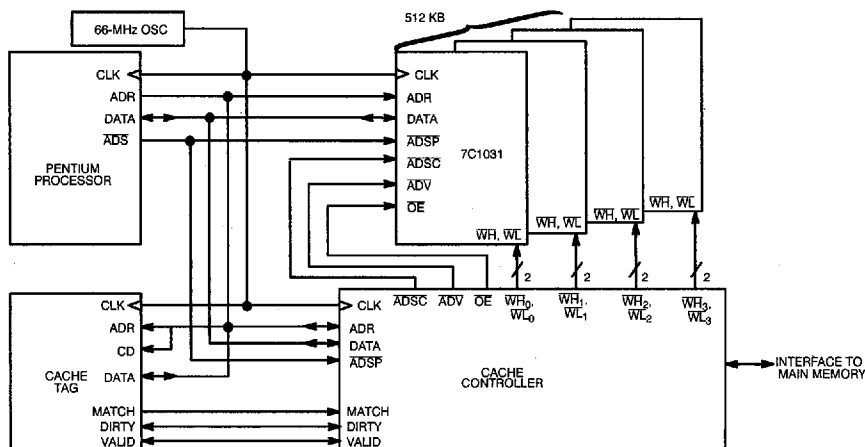 512 KB
66-MHz OSC
CLK
ADR
DATA
ADS
PENTIUM
PROCESSOR
CLK
ADR
DATA
ADSP
ADSC
ADV
OE
7C1031
WH, WL
WH, WL
WH, WL
WH, WL
2
2
2
2
ADSC
ADV
OE
WH0,
WL0
WH1,
WL1
WH2,
WL2
WH3,
WL3
CLK
ADR
CD
DATA
MATCH
DIRTY
VALID
CACHE
TAG
CLK
ADR
DATA
ADSP
MATCH
DIRTY
VALID
CACHE
CONTROLLER
INTERFACE TO
MAIN MEMORY